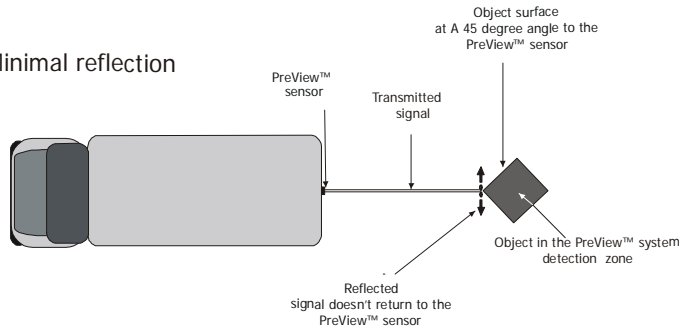 Object surface
at A 45 degree angle to the
PreView™ sensor
inimal reflection
PreView™
sensor
Transmitted
signal
Object in the PreView™ system
detection zone
Reflected
signal doesn't return to the
PreView™ sensor